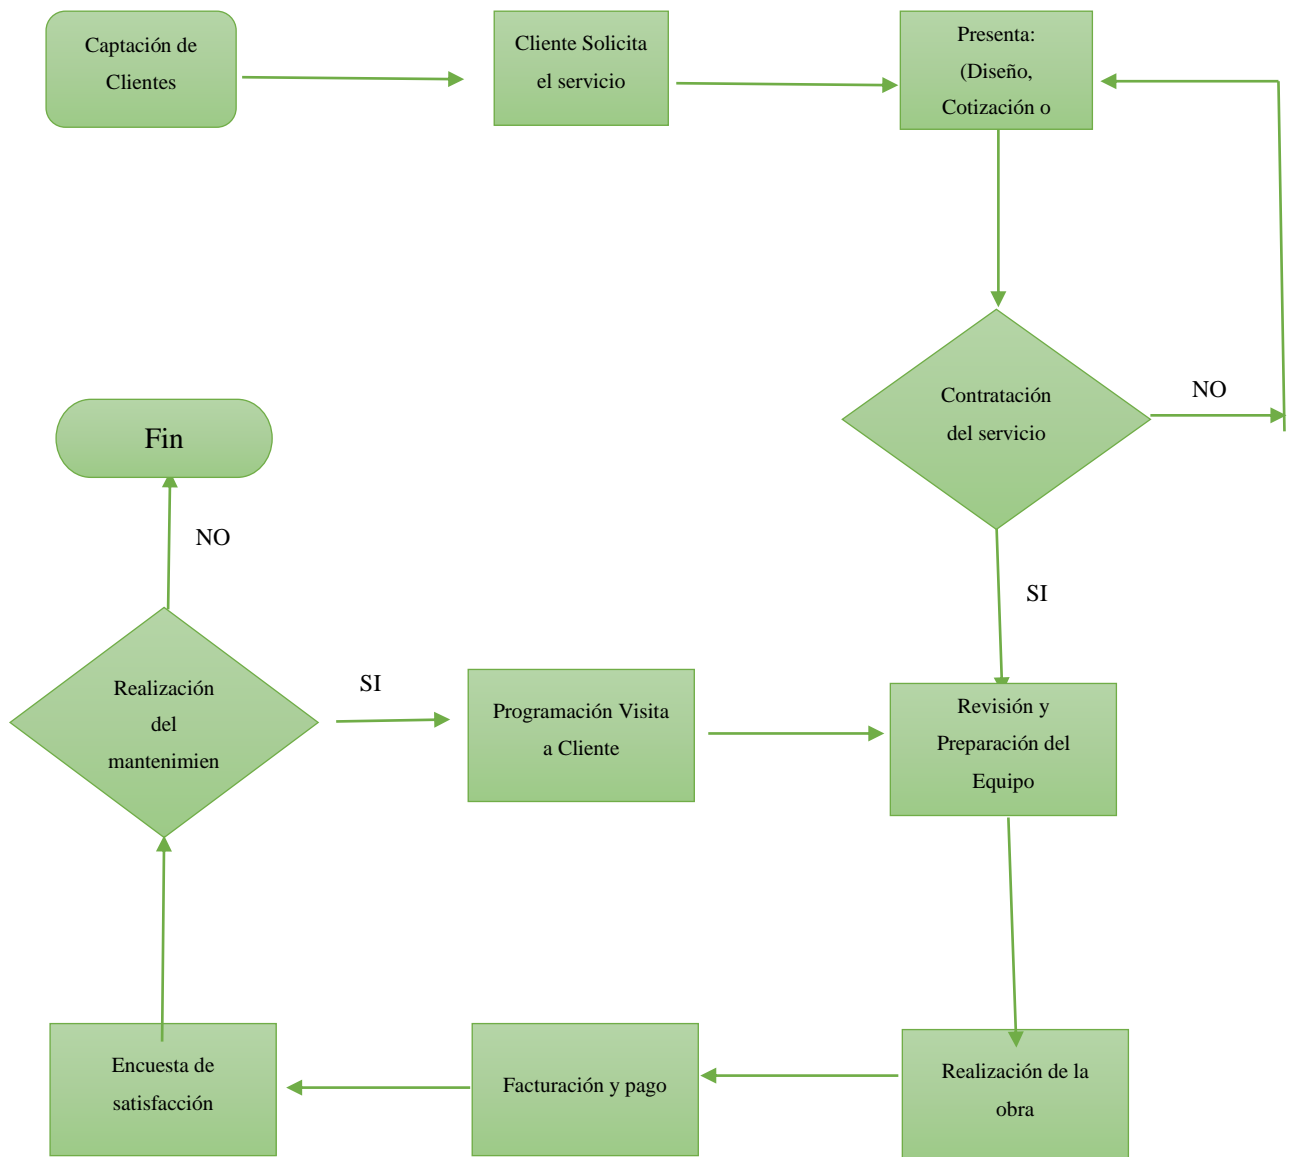 Captación de
Clientes
Cliente Solicita
el servicio
Presenta:
(Diseño,
Cotización o
Contratación
del servicio
NO
SI
Fin
NO
Realización
del
mantenimien
SI
Programación Visita
a Cliente
Revisión y
Preparación del
Equipo
Encuesta de
satisfacción
Facturación y pago
Realización de la
obra